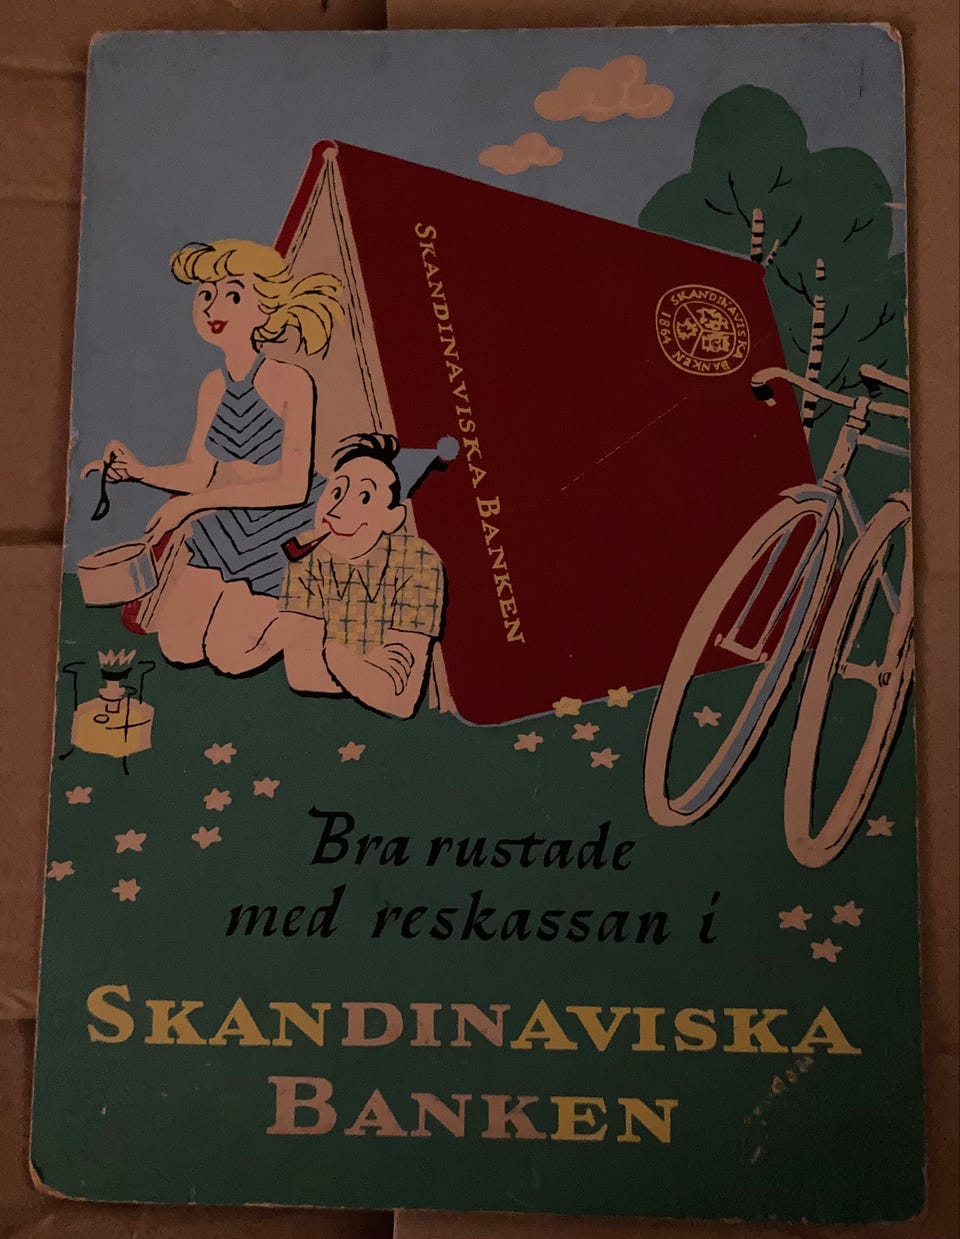 SKANDINAVISKA BANKEN
SKANDINAVISKA BANKEN
1864
Bra rustade
med reskassan i
SKANDINAVISKA
BANKEN